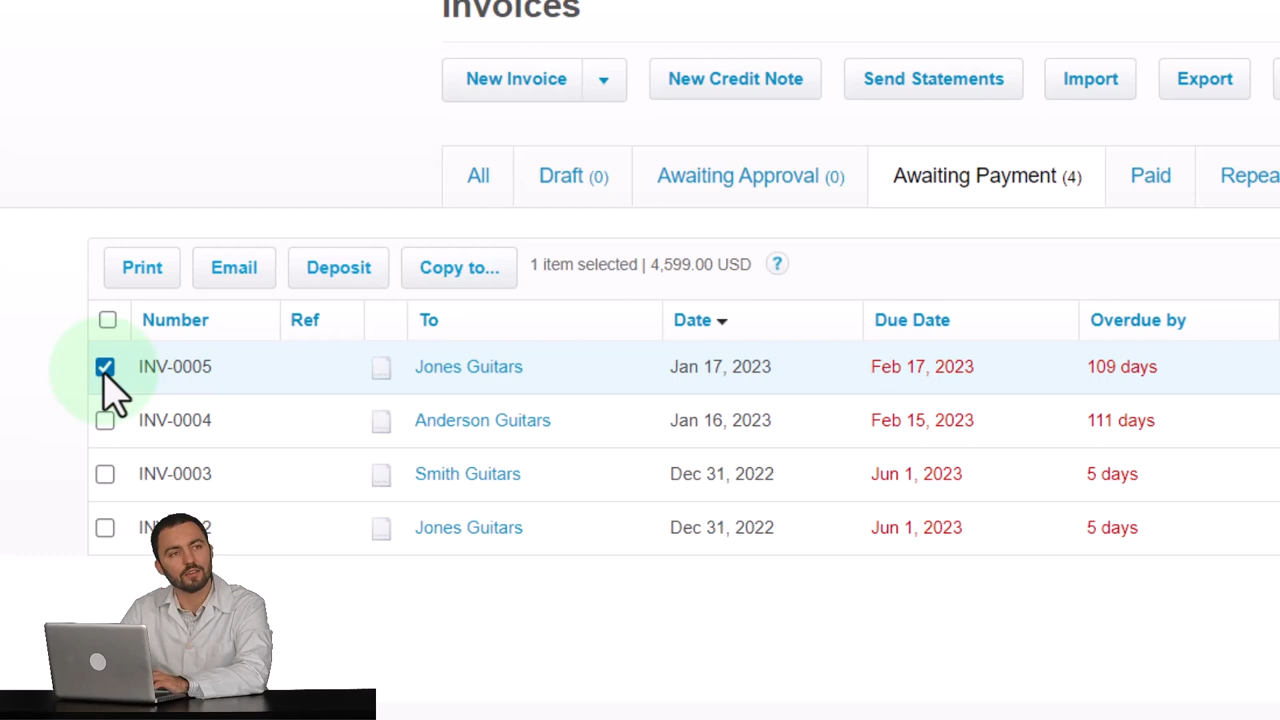 Invoices
New Invoice New Credit Note Send Statements Import Export
All Draft (0) Awaiting Approval (0) Awaiting Payment (4) Paid Repea
Print Email Deposit Copy to... 1 item selected | 4,599.00 USD ?
Number Ref To Date Due Date Overdue by
INV-0005 Jones Guitars Jan 17, 2023 Feb 17, 2023 109 days
INV-0004 Anderson Guitars Jan 16, 2023 Feb 15, 2023 111 days
INV-0003 Smith Guitars Dec 31, 2022 Jun 1, 2023 5 days
Jones Guitars Dec 31, 2022 Jun 1, 2023 5 days